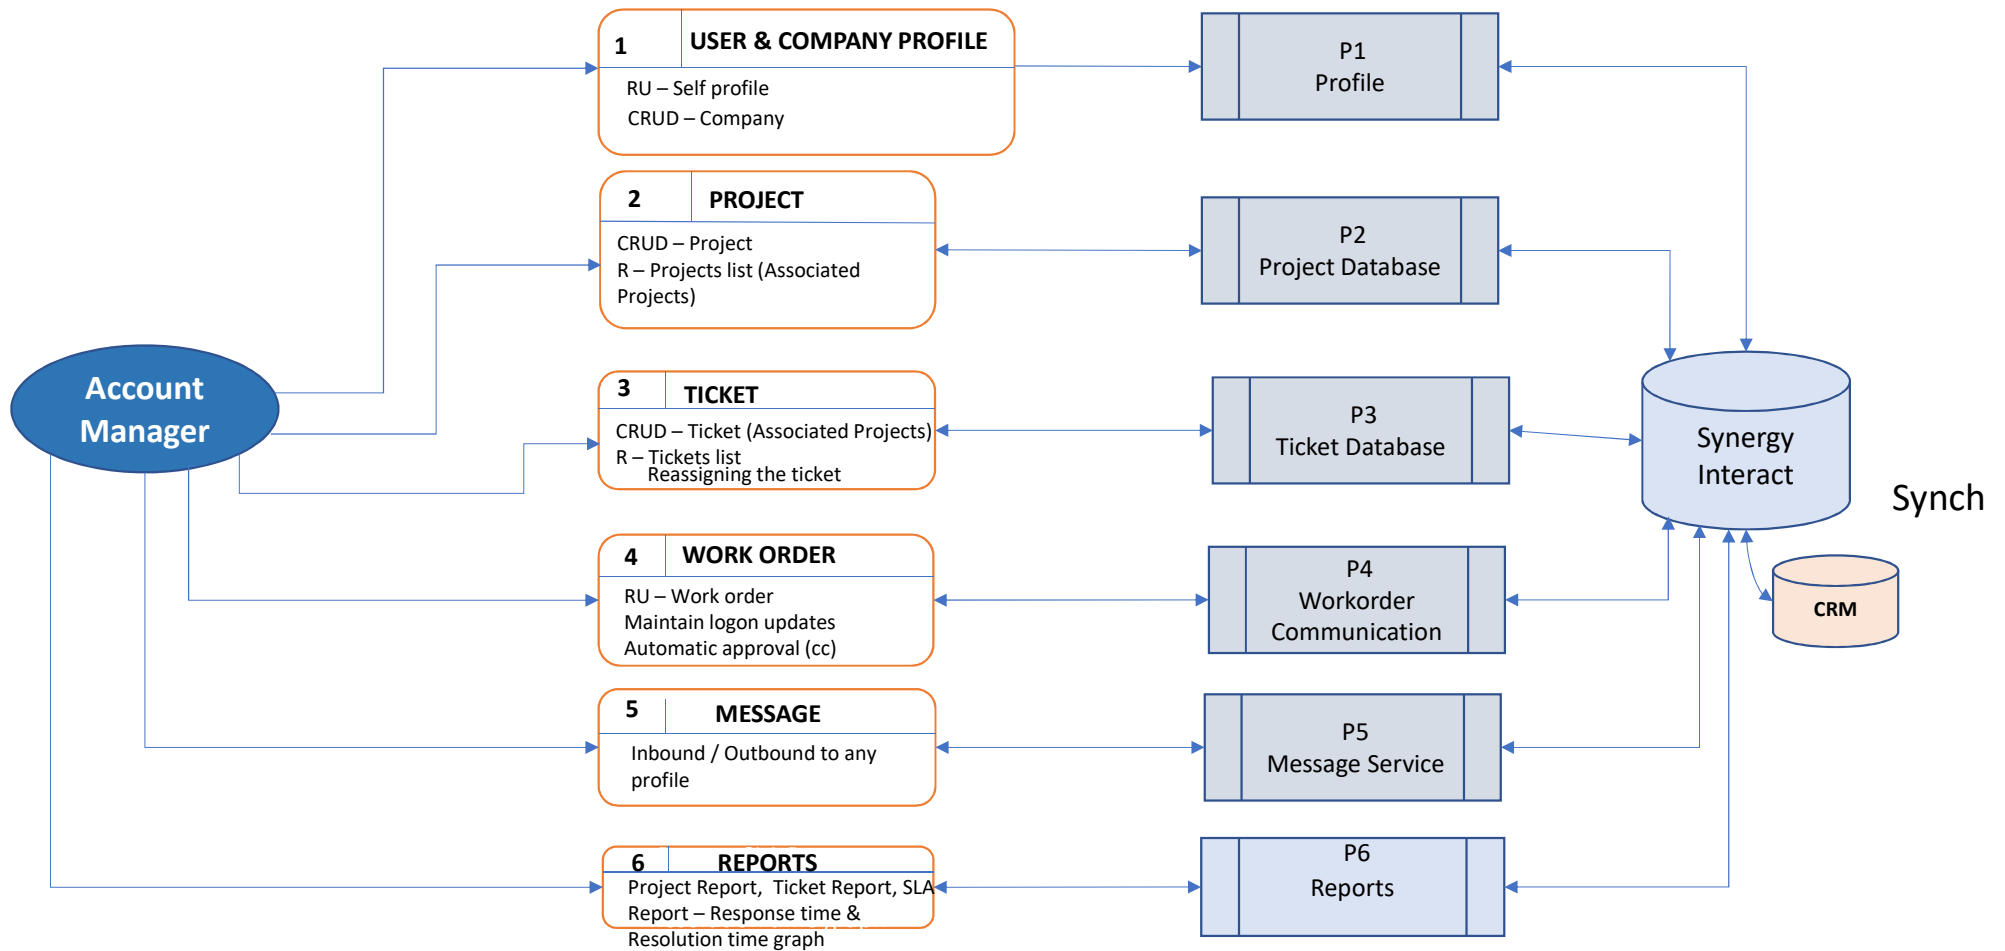 Account
Manager
1
USER & COMPANY PROFILE
RU – Self profile
CRUD – Company
2
PROJECT
CRUD – Project
R – Projects list (Associated
Projects)
3
TICKET
CRUD – Ticket (Associated Projects)
R – Tickets list
Reassigning the ticket
4
WORK ORDER
RU – Work order
Maintain logon updates
Automatic approval (cc)
5
MESSAGE
Inbound / Outbound to any
profile
6
REPORTS
Project Report, Ticket Report, SLA
Report – Response time &
Resolution time graph
P1
Profile
P2
Project Database
P3
Ticket Database
P4
Workorder
Communication
P5
Message Service
P6
Reports
Synergy
Interact
Synch
CRM